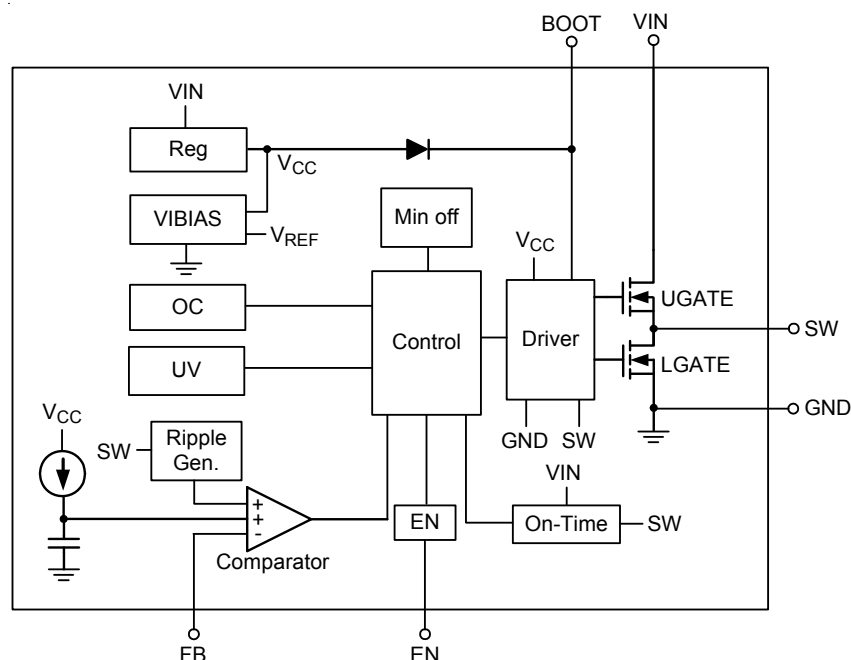 BOOT VIN
VIN
Reg
VCC
VIBIAS
VREF
Min off
VCC
OC
UV
Control
Driver
UGATE
SW
LGATE
GND
GND SW
VCC
SW
Ripple
Gen.
+
+
-
Comparator
EN
VIN
On-Time
SW
FB
EN